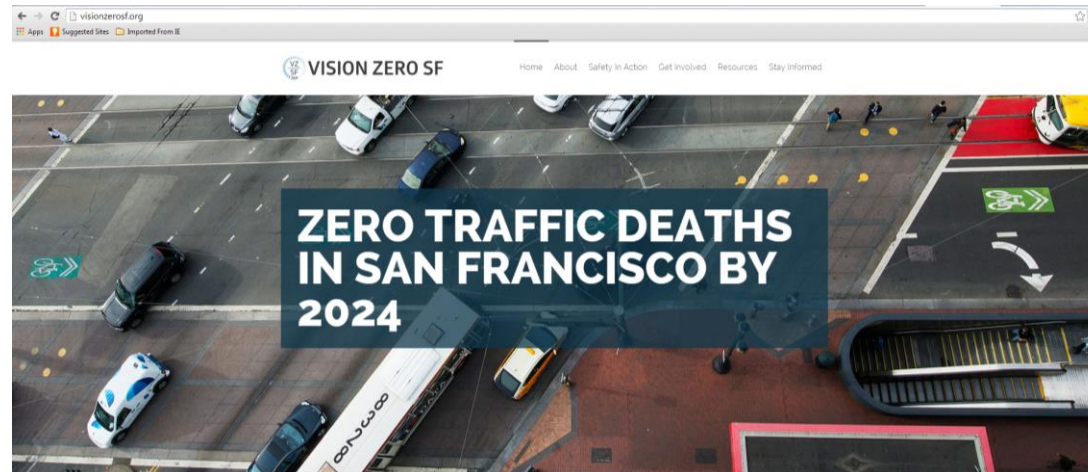 visionzerosf.org
Apps Suggested Sites Imported From IE
VISION ZERO SF
Home About Safety In Action Get Involved Resources Stay Informed
ZERO TRAFFIC DEATHS
IN SAN FRANCISCO BY
2024
8328